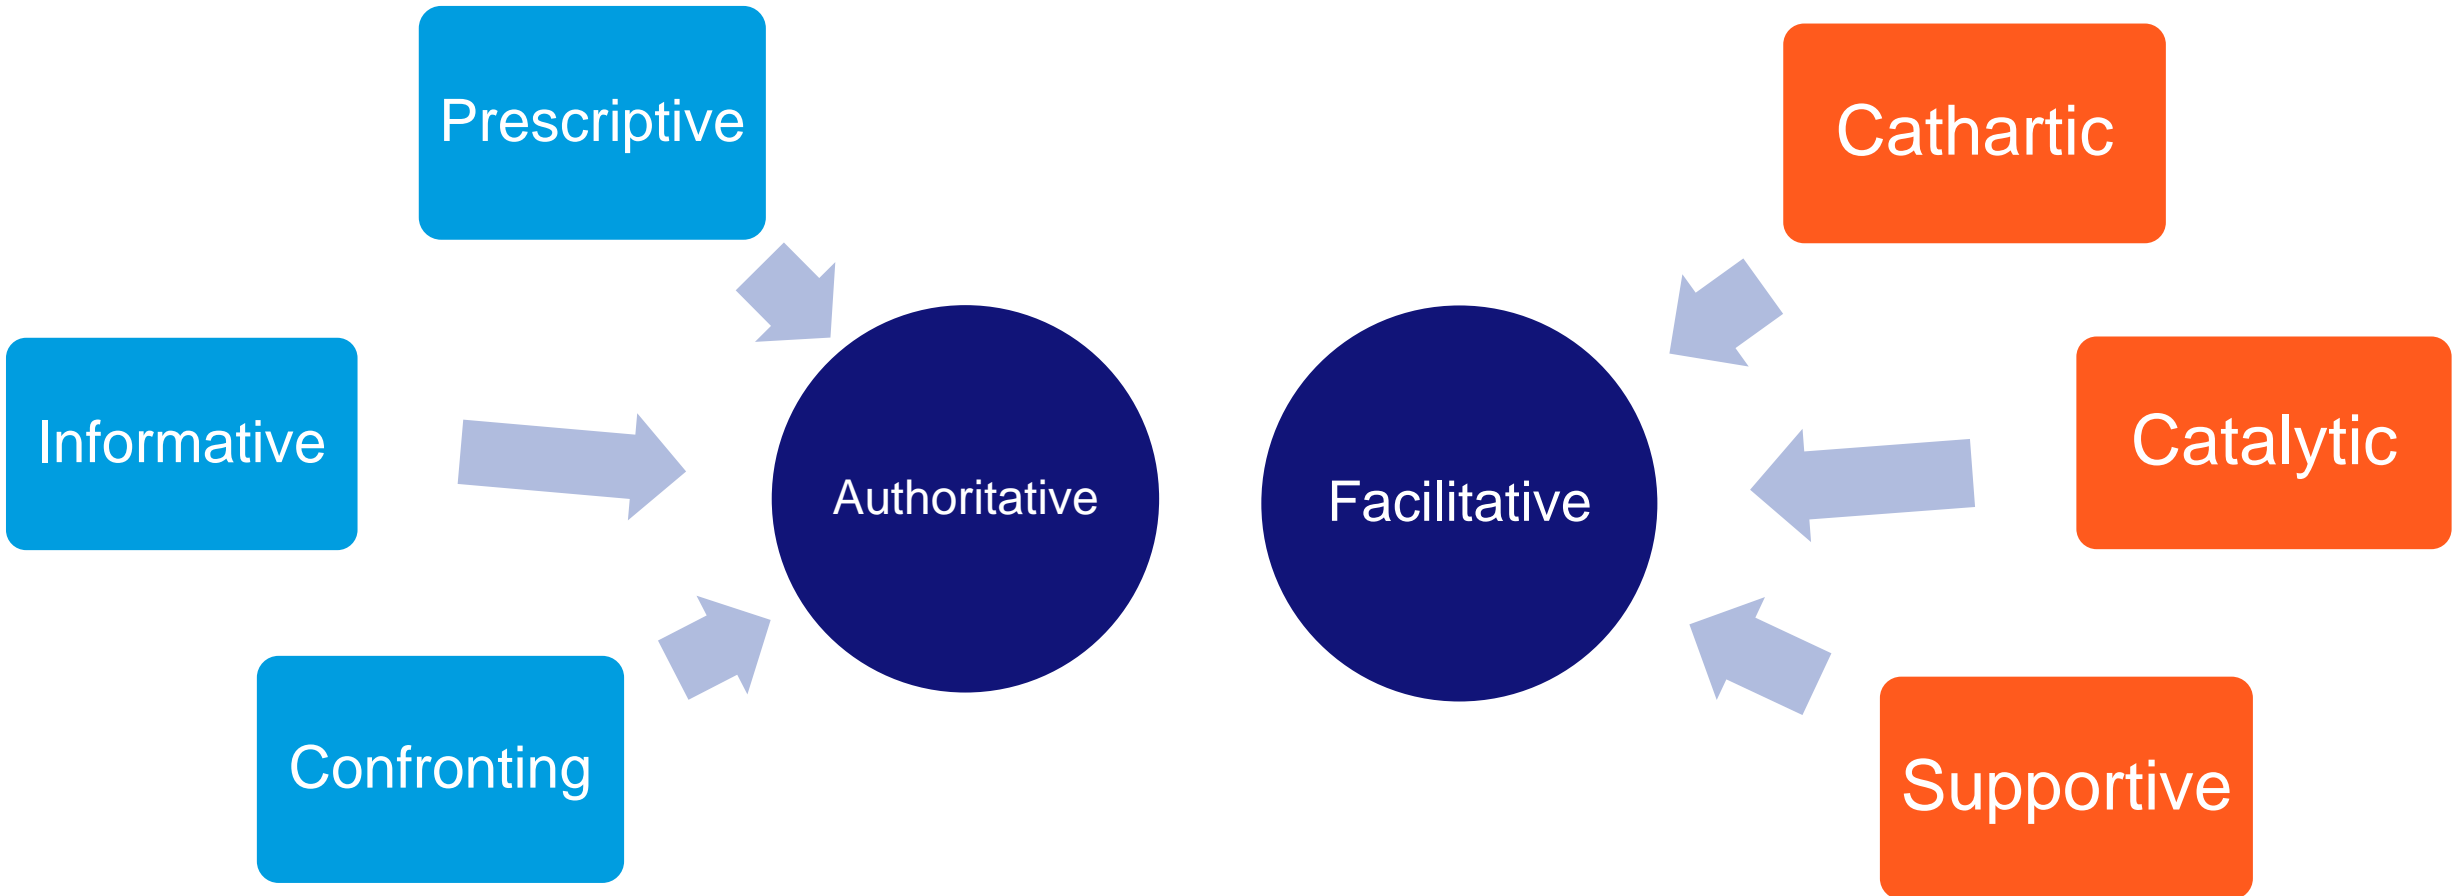 Prescriptive
Informative
Confronting
Authoritative
Facilitative
Cathartic
Catalytic
Supportive